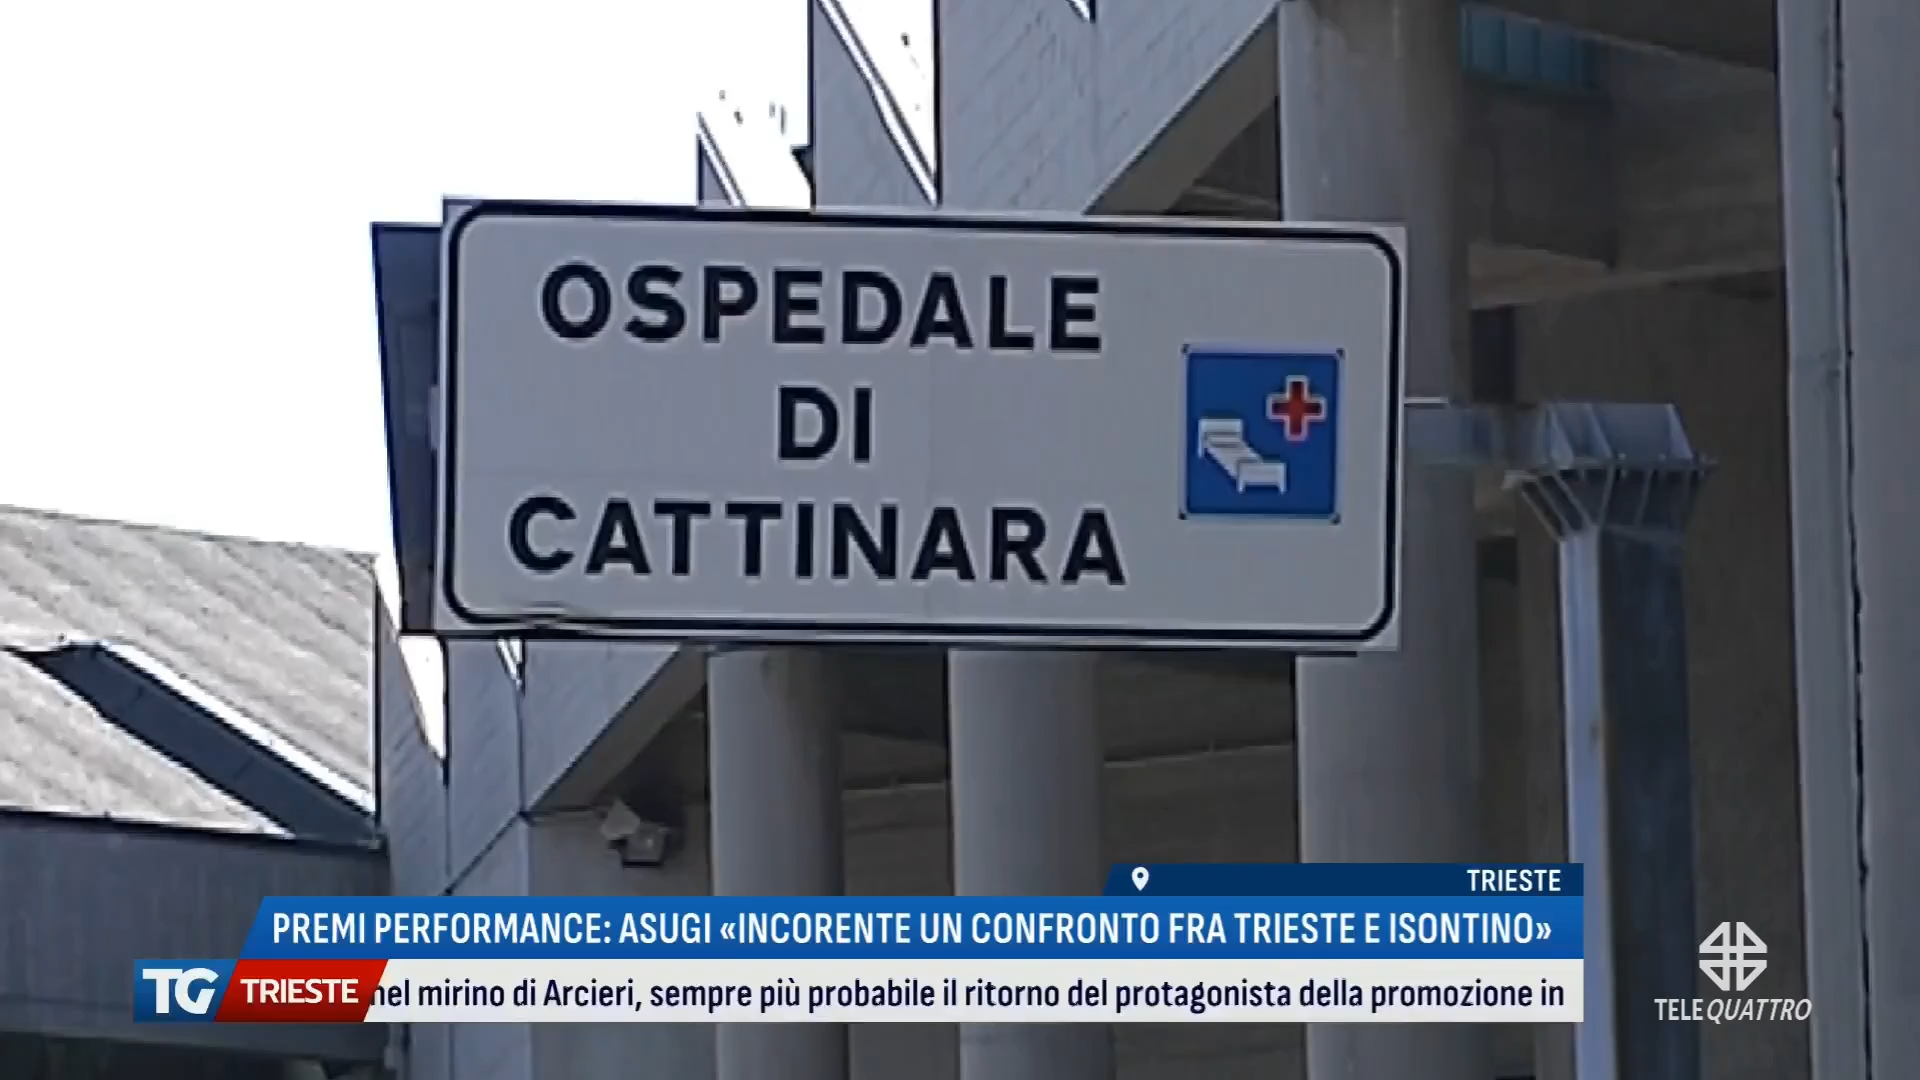 OSPEDALE
DI
CATTINARA
TRIESTE
PREMI PERFORMANCE: ASUGI «INCORENTE UN CONFRONTO FRA TRIESTE E ISONTINO»
TG TRIESTE nel mirino di Arcieri, sempre più probabile il ritorno del protagonista della promozione in
TELEQUATTRO